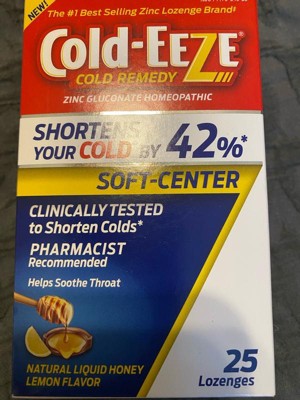 NEW!
The #1 Best Selling Zinc Lozenge Brand‡
Cold-EEZE®
COLD REMEDY
ZINC GLUCONATE HOMEOPATHIC
SHORTENS
YOUR COLD BY 42%*
SOFT-CENTER
CLINICALLY TESTED
to Shorten Colds*
PHARMACIST
Recommended
Helps Soothe Throat
NATURAL LIQUID HONEY
LEMON FLAVOR
25
Lozenges